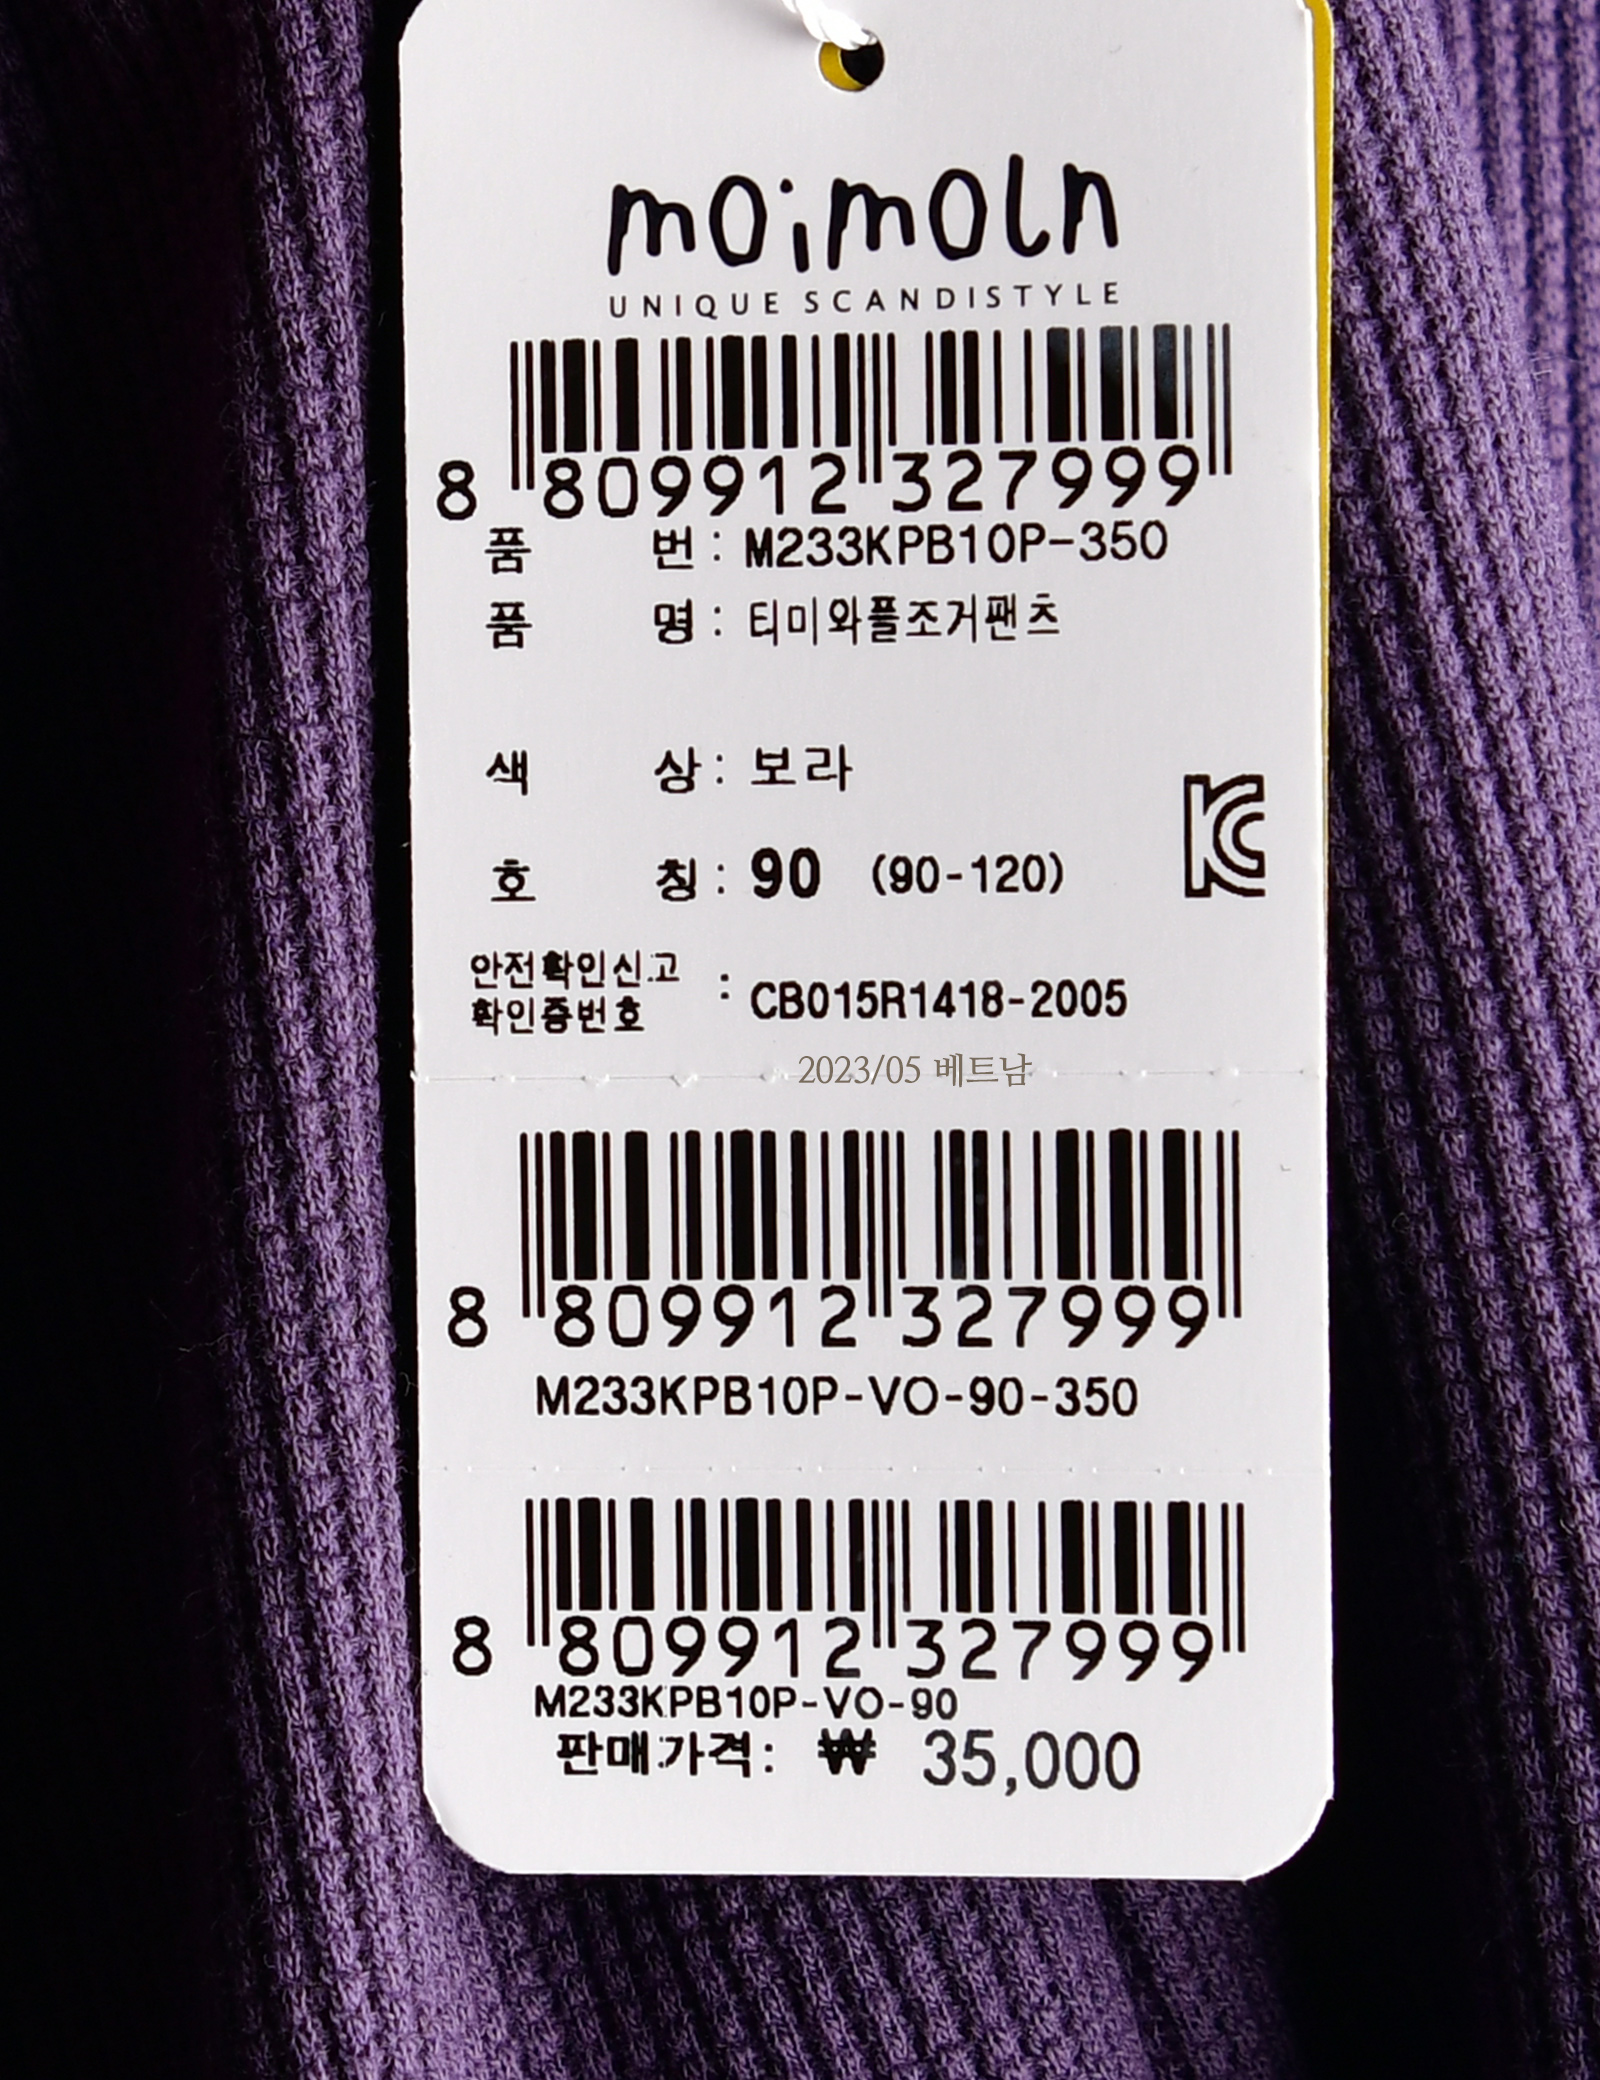 moimoln
UNIQUE SCANDISTYLE
8 809912 327999
품 번 : M233KPB10P-350
품 명 : 티미와플조거팬츠
색 상 : 보라
호 칭 : 90 (90-120)
KC
안전확인신고
확인증번호 : CB015R1418-2005
2023/05 베트남
8 809912 327999
M233KPB10P-VO-90-350
8 809912 327999
M233KPB10P-VO-90
판매가격: ₩ 35,000